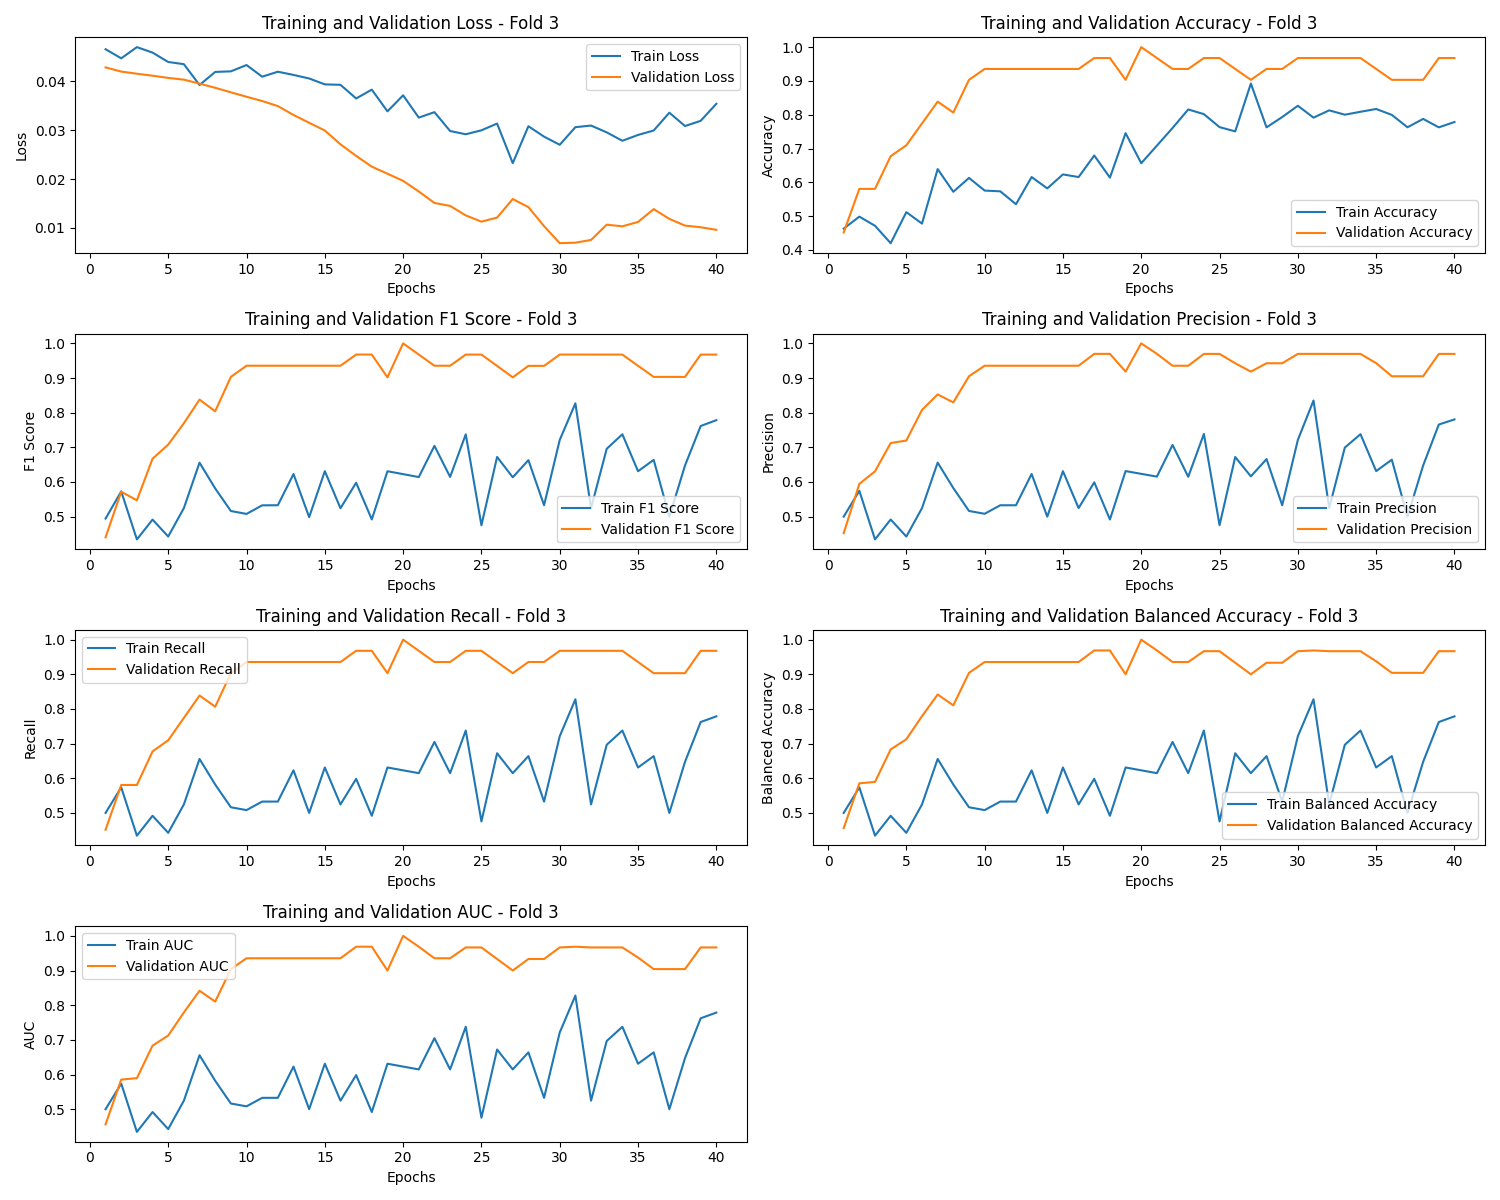 Training and Validation Loss - Fold 3
Loss
0.04
0.03
0.02
0.01
Train Loss
Validation Loss
0 5 10 15 20 25 30 35 40
Epochs
Training and Validation Accuracy - Fold 3
Accuracy
1.0
0.9
0.8
0.7
0.6
0.5
0.4
Train Accuracy
Validation Accuracy
0 5 10 15 20 25 30 35 40
Epochs
Training and Validation F1 Score - Fold 3
F1 Score
1.0
0.9
0.8
0.7
0.6
0.5
Train F1 Score
Validation F1 Score
0 5 10 15 20 25 30 35 40
Epochs
Training and Validation Precision - Fold 3
Precision
1.0
0.9
0.8
0.7
0.6
0.5
Train Precision
Validation Precision
0 5 10 15 20 25 30 35 40
Epochs
Training and Validation Recall - Fold 3
Recall
1.0
0.9
0.8
0.7
0.6
0.5
Train Recall
Validation Recall
0 5 10 15 20 25 30 35 40
Epochs
Training and Validation Balanced Accuracy - Fold 3
Balanced Accuracy
1.0
0.9
0.8
0.7
0.6
0.5
Train Balanced Accuracy
Validation Balanced Accuracy
0 5 10 15 20 25 30 35 40
Epochs
Training and Validation AUC - Fold 3
AUC
1.0
0.9
0.8
0.7
0.6
0.5
Train AUC
Validation AUC
0 5 10 15 20 25 30 35 40
Epochs